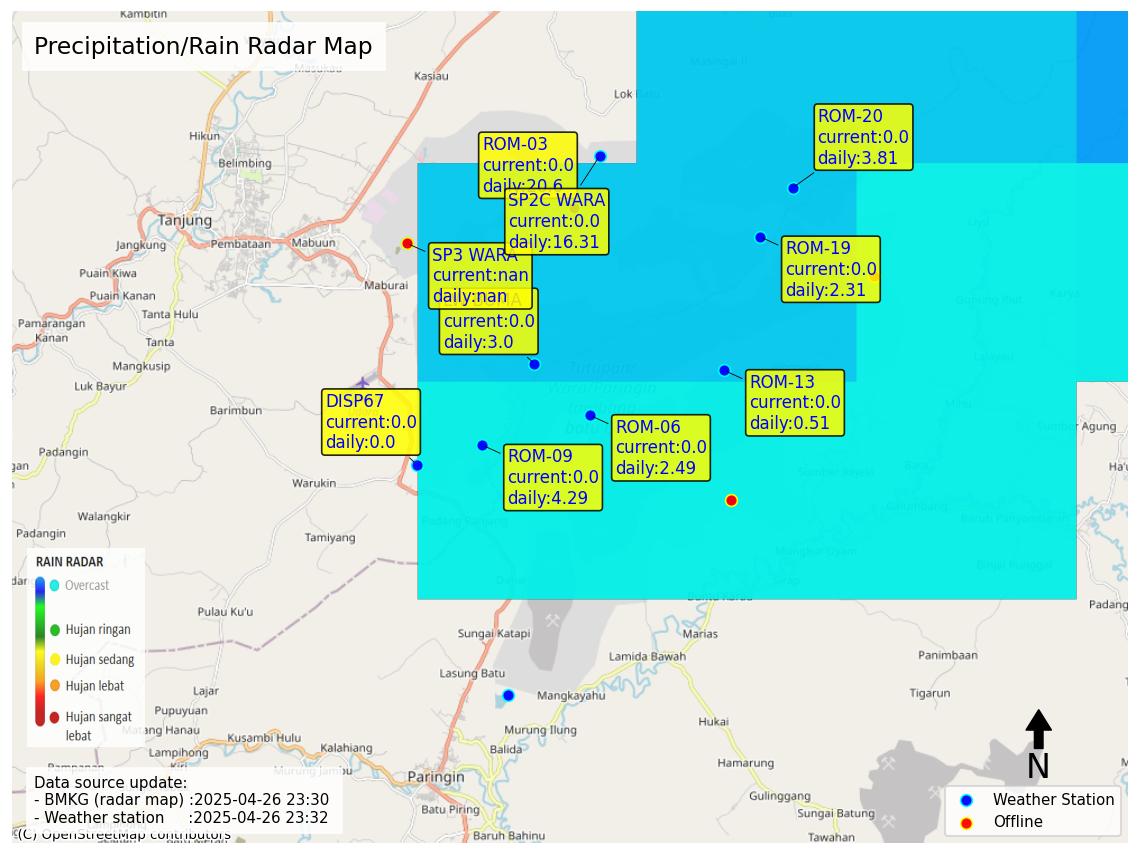 Precipitation/Rain Radar Map
Kambitin
Masukau
Kasiau
Hikun
Belimbing
Tanjung
Jangkung
Pembataan
Mabuun
Puain Kiwa
Puain Kanan
Maburai
Tanta Hulu
Pamarangan
Kanan
Tanta
Mangkusip
Luk Bayur
Barimbun
Padangin
Warukin
Walangkir
Padangin
Tamiyang
Masingai II
ROM-03
current:0.0
daily:20.6
SP2C WARA
current:0.0
daily:16.31
SP3 WARA
current:nan
daily:nan
current:0.0
daily:3.0
ROM-20
current:0.0
daily:3.81
ROM-19
current:0.0
daily:2.31
ROM-13
current:0.0
daily:0.51
ROM-06
current:0.0
daily:2.49
ROM-09
current:0.0
daily:4.29
DISP67
current:0.0
daily:0.0
Sumber Agung
Padang Panjang
Dahai
RAIN RADAR
Overcast
Hujan ringan
Hujan sedang
Hujan lebat
Hujan sangat
lebat
Pulau Ku'u
Sungai Katapi
Marias
Lamida Bawah
Panimbaan
Lasung Batu
Lajar
Mangkayahu
Tigarun
Pupuyuan
Matang Hanau
Murung Ilung
Hukai
Kusambi Hulu
Lampihong
Kiri
Kalahiang
Balida
Hamarung
Murung Jambu
Paringin
Gulinggang
Batu Piring
Sungai Batung
Baruh Bahinu
Tawahan
Data source update:
- BMKG (radar map) :2025-04-26 23:30
- Weather station :2025-04-26 23:32
(C) OpenStreetMap contributors
N
Weather Station
Offline